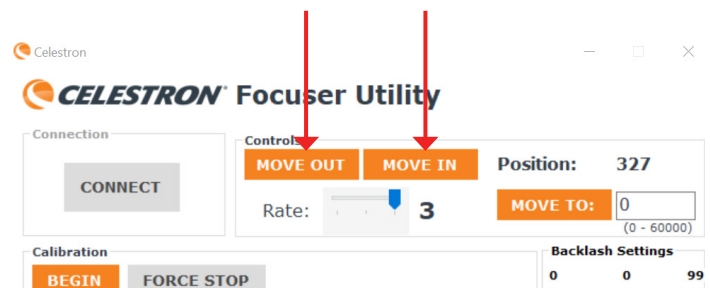 Celestron
CELESTRON Focuser Utility
Connection
CONNECT
Controls
MOVE OUT MOVE IN Position: 327
Rate: 3 MOVE TO: 0
(0 - 60000)
Calibration
BEGIN FORCE STOP
Backlash Settings
0 0 99